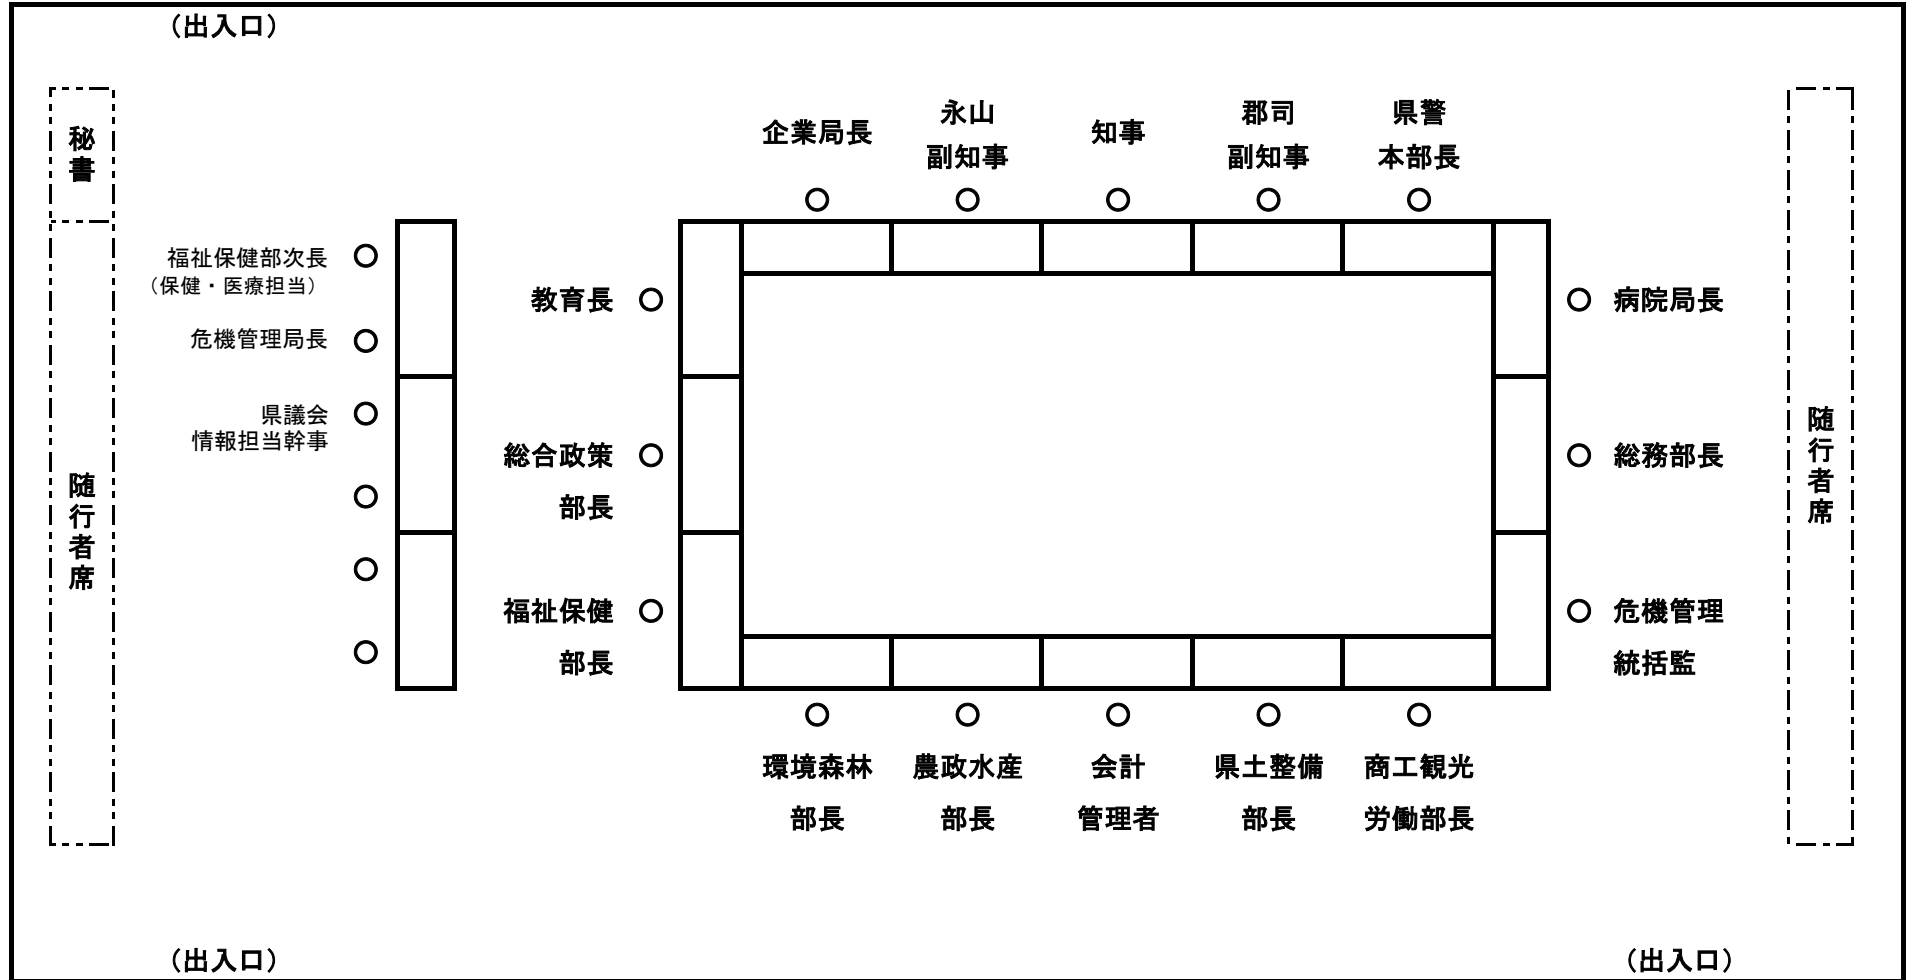 （出入口）
秘書
随行者席
福祉保健部次長
（保健・医療担当）
危機管理局長
県議会
情報担当幹事
企業局長
永山
副知事
知事
郡司
副知事
県警
本部長
教育長
総合政策
部長
福祉保健
部長
病院局長
総務部長
危機管理
統括監
環境森林
部長
農政水産
部長
会計
管理者
県土整備
部長
商工観光
労働部長
随行者席
（出入口）
（出入口）